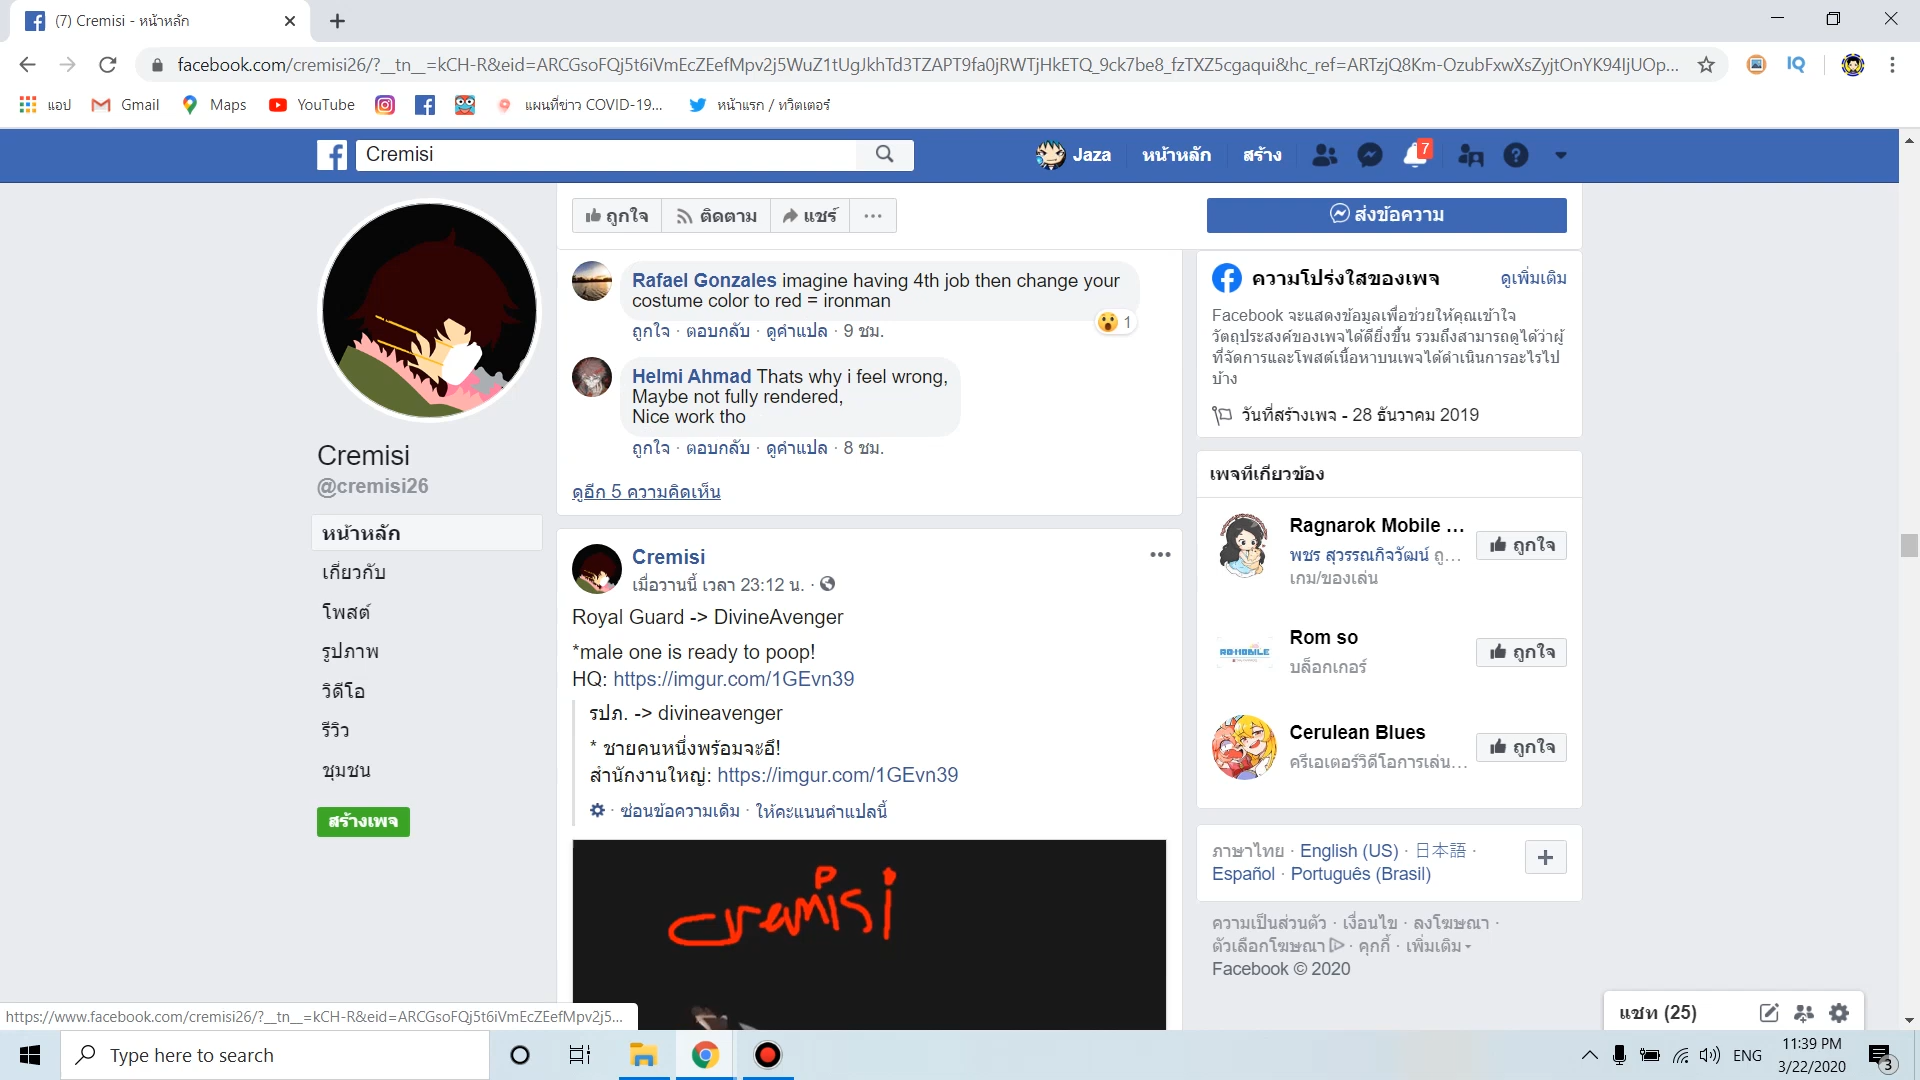 (7) Cremisi - หน้าหลัก
facebook.com/cremisi26/?__tn__=kCH-R&eid=ARCGsoFQj5t6iVmEcZEefMpv2j5WuZ1tUgJkhTd3TZAPT9fa0jRWTjHkETQ_9ck7be8_fzTXZ5cgaqui&hc_ref=ARTzjQ8Km-OzubFxwXsZyjtOnYK94IjUOp...
IQ
แอป Gmail Maps YouTube แผนที่ข่าว COVID-19... หน้าแรก / ทวิตเตอร์
Cremisi
Jaza หน้าหลัก สร้าง 7
ถูกใจ ติดตาม แชร์ ...
ส่งข้อความ
Cremisi
@cremisi26
หน้าหลัก
เกี่ยวกับ
โพสต์
รูปภาพ
วิดีโอ
รีวิว
ชุมชน
สร้างเพจ
Rafael Gonzales imagine having 4th job then change your
costume color to red = ironman
1
ถูกใจ · ตอบกลับ · ดูคำแปล · 9 ชม.
Helmi Ahmad Thats why i feel wrong,
Maybe not fully rendered,
Nice work tho
ถูกใจ · ตอบกลับ · ดูคำแปล · 8 ชม.
ดูอีก 5 ความคิดเห็น
Cremisi
เมื่อวานนี้ เวลา 23:12 น. ·
Royal Guard -> DivineAvenger
*male one is ready to poop!
HQ: https://imgur.com/1GEvn39
รปภ. -> divineavenger
* ชายคนหนึ่งพร้อมจะอึ!
สำนักงานใหญ่: https://imgur.com/1GEvn39
· ซ่อนข้อความเดิม · ให้คะแนนคำแปลนี้
cremisi
ความโปร่งใสของเพจ ดูเพิ่มเติม
Facebook จะแสดงข้อมูลเพื่อช่วยให้คุณเข้าใจ
วัตถุประสงค์ของเพจได้ดียิ่งขึ้น รวมถึงสามารถดูได้ว่าผู้
ที่จัดการและโพสต์เนื้อหาบนเพจได้ดำเนินการอะไรไป
บ้าง
วันที่สร้างเพจ - 28 ธันวาคม 2019
เพจที่เกี่ยวข้อง
Ragnarok Mobile ...
พชร สุวรรณกิจวัฒน์ ถู...
เกม/ของเล่น
ถูกใจ
RO:MOBILE
Rom so
บล็อกเกอร์
ถูกใจ
Cerulean Blues
ครีเอเตอร์วิดีโอการเล่น...
ถูกใจ
ภาษาไทย · English (US) · 日本語 ·
Español · Português (Brasil)
ความเป็นส่วนตัว · เงื่อนไข · ลงโฆษณา ·
ตัวเลือกโฆษณา · คุกกี้ · เพิ่มเติม
Facebook © 2020
แชท (25)
https://www.facebook.com/cremisi26/?__tn__=kCH-R&eid=ARCGsoFQj5t6iVmEcZEefMpv2j5...
Type here to search
ENG
11:39 PM
3/22/2020
3